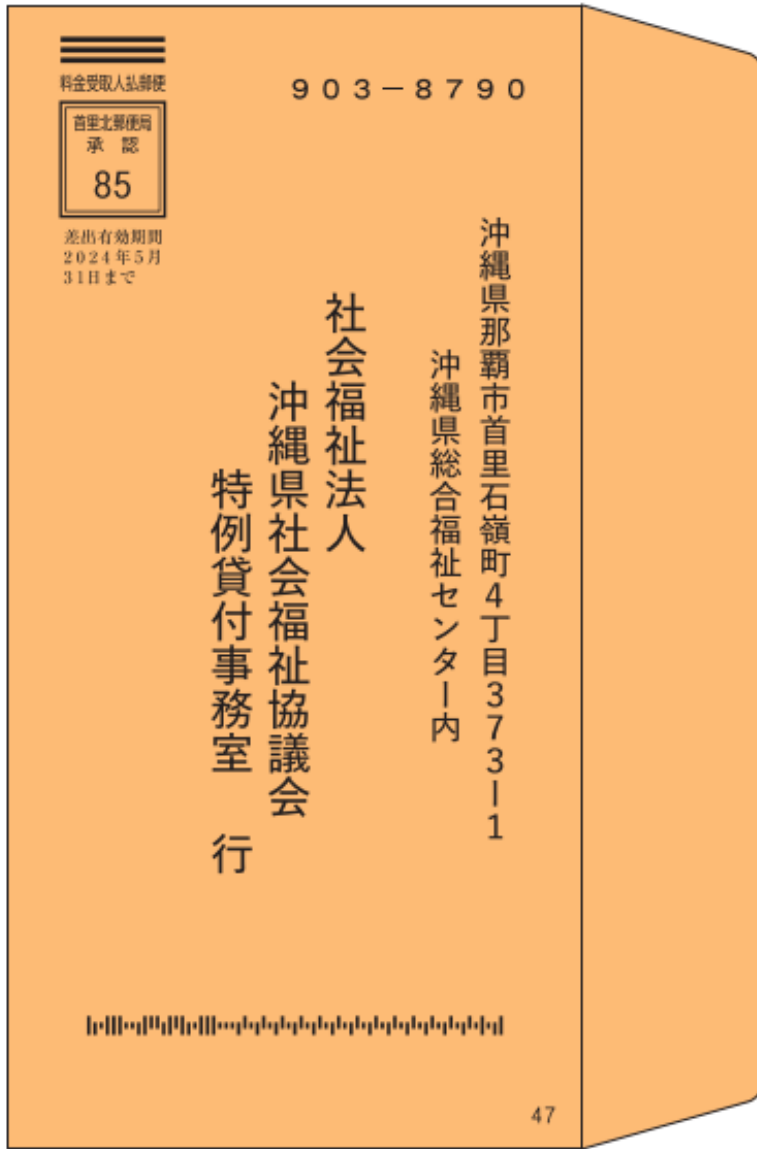 料金受取人払郵便
首里北郵便局
承 認
85
差出有効期間
2024年5月
31日まで
903-8790
沖縄県那覇市首里石嶺町4丁目373-1
沖縄県総合福祉センター内
社会福祉法人
沖縄県社会福祉協議会
特例貸付事務室 行
47